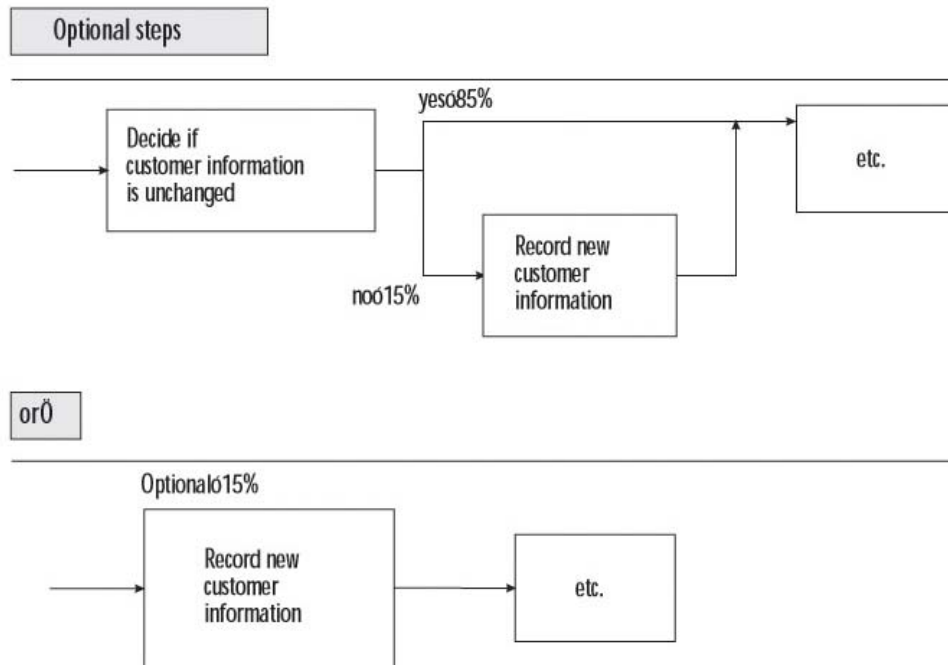 Optional steps
yesó85%
Decide if
customer information
is unchanged
etc.
Record new
customer
information
noó15%
orÖ
Optionaló15%
Record new
customer
information
etc.